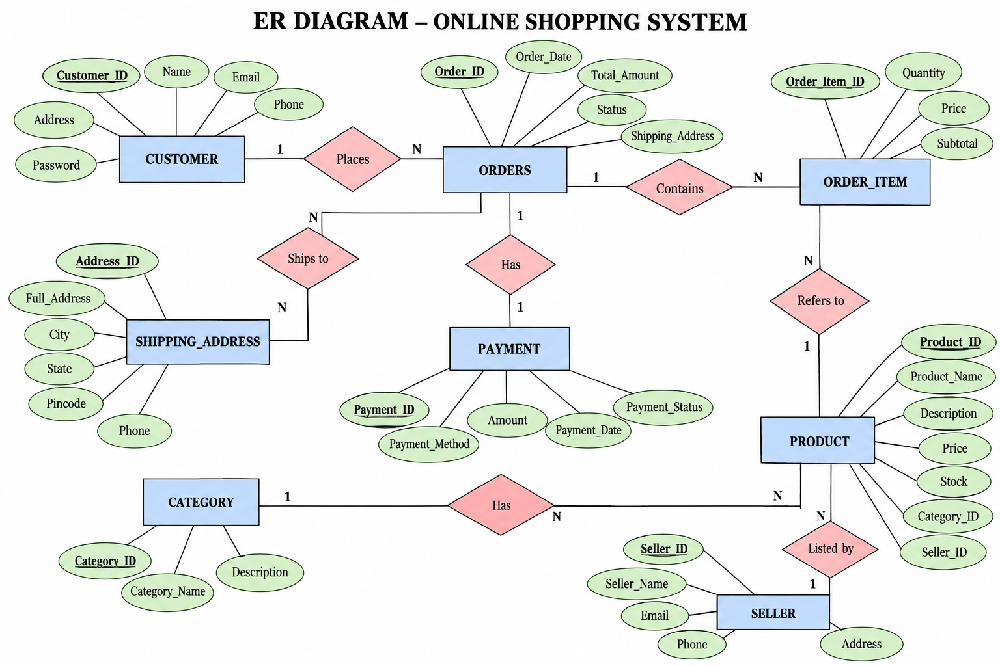 ER DIAGRAM – ONLINE SHOPPING SYSTEM
Customer_ID
Name
Email
Phone
Address
Password
CUSTOMER
1
Places
N
Order_ID
Order_Date
Total_Amount
Status
Shipping_Address
ORDERS
1
Contains
N
Order_Item_ID
Quantity
Price
Subtotal
ORDER_ITEM
N
Ships to
N
1
Has
1
N
Refers to
1
Address_ID
Full_Address
City
State
Pincode
Phone
SHIPPING_ADDRESS
PAYMENT
Payment_ID
Payment_Method
Amount
Payment_Date
Payment_Status
Product_ID
Product_Name
Description
Price
Stock
Category_ID
Seller_ID
PRODUCT
CATEGORY
1
Has
N
N
Category_ID
Category_Name
Description
N
Listed by
1
Seller_ID
Seller_Name
Email
Phone
SELLER
Address